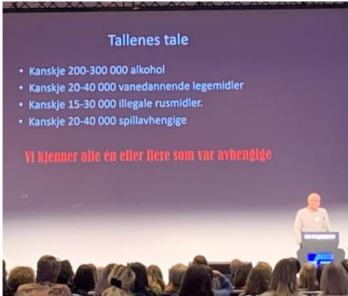 Tallenes tale
• Kanskje 200-300 000 alkohol
• Kanskje 20-40 000 vanedannende legemidler
• Kanskje 15-30 000 illegale rusmidler.
• Kanskje 20-40 000 spillavhengige
Vi kjenner alle én eller flere som var avhengige